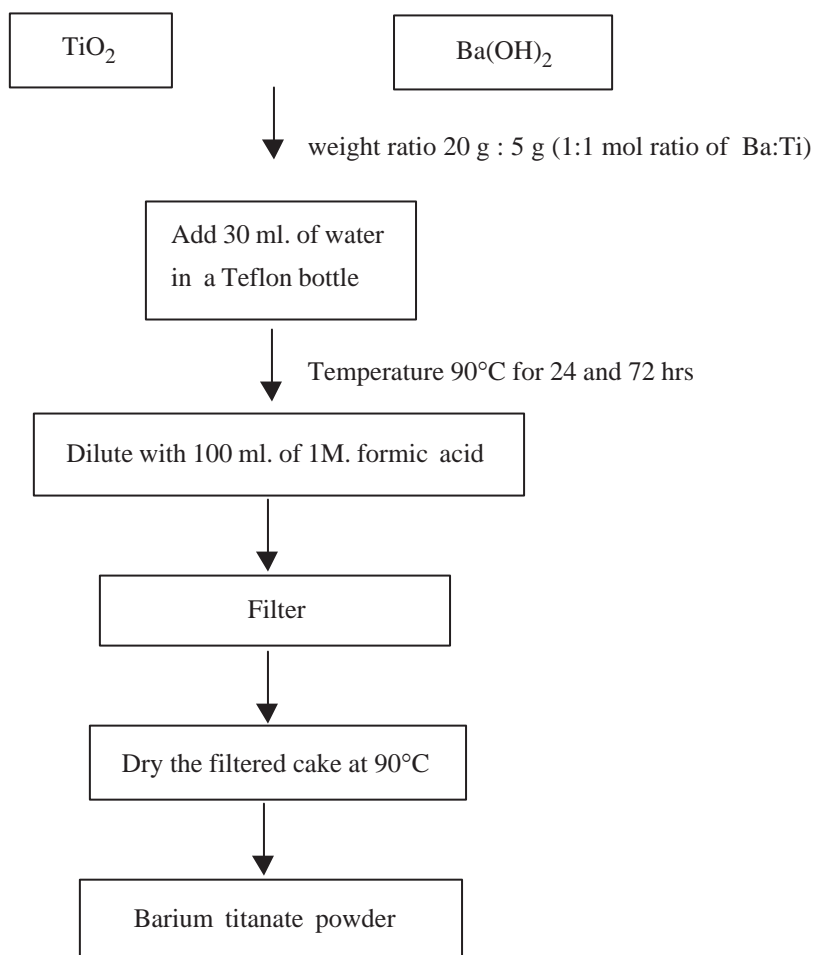 TiO₂
Ba(OH)₂
weight ratio 20 g : 5 g (1:1 mol ratio of Ba:Ti)
Add 30 ml. of water
in a Teflon bottle
Temperature 90°C for 24 and 72 hrs
Dilute with 100 ml. of 1M. formic acid
Filter
Dry the filtered cake at 90°C
Barium titanate powder